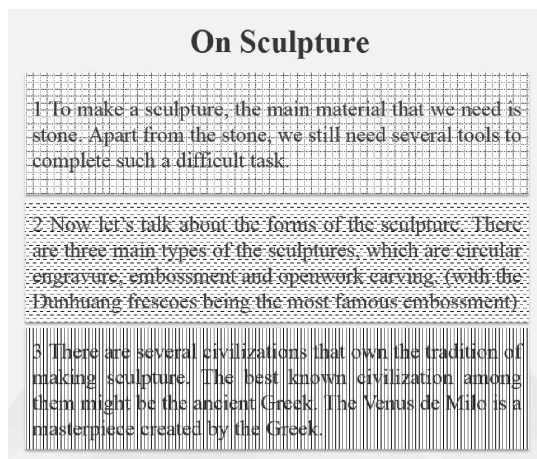 On Sculpture
1 To make a sculpture, the main material that we need is
stone. Apart from the stone, we still need several tools to
complete such a difficult task.
2 Now let's talk about the forms of the sculpture. There
are three main types of the sculptures, which are circular
engravure, embossment and openwork carving. (with the
Dunhuang frescoes being the most famous embossment)
3 There are several civilizations that own the tradition of
making sculpture. The best known civilization among
them might be the ancient Greek. The Venus de Milo is a
masterpiece created by the Greek.